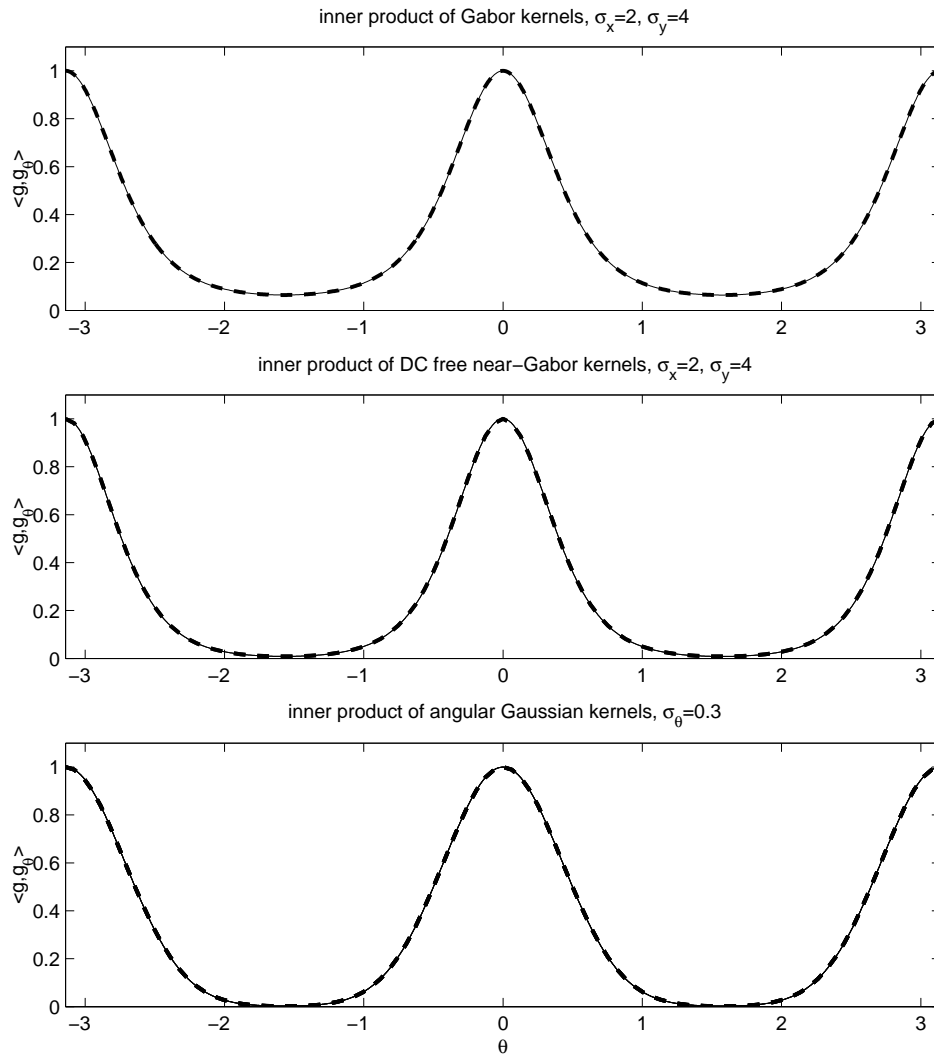 inner product of Gabor kernels, σx=2, σy=4
1
0.8
0.6
0.4
0.2
0
<g,gθ>
−3 −2 −1 0 1 2 3
inner product of DC free near−Gabor kernels, σx=2, σy=4
1
0.8
0.6
0.4
0.2
0
<g,gθ>
−3 −2 −1 0 1 2 3
inner product of angular Gaussian kernels, σθ=0.3
1
0.8
0.6
0.4
0.2
0
<g,gθ>
−3 −2 −1 0 1 2 3
θ